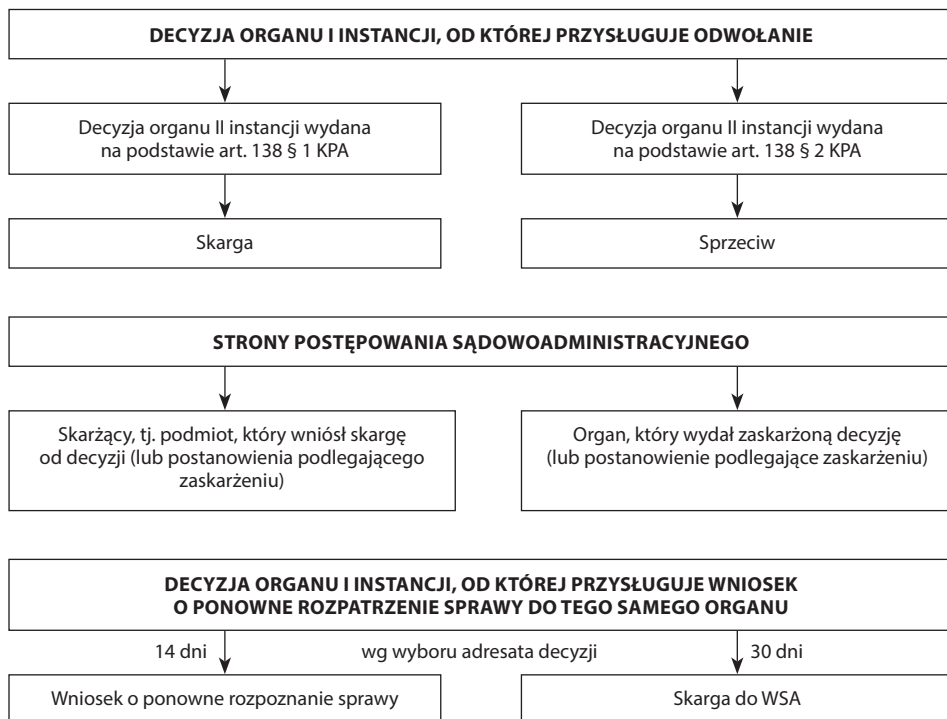 DECYZJA ORGANU I INSTANCJI, OD KTÓREJ PRZYSŁUGUJE ODWOŁANIE
Decyzja organu II instancji wydana
na podstawie art. 138 § 1 KPA
Decyzja organu II instancji wydana
na podstawie art. 138 § 2 KPA
Skarga
Sprzeciw
STRONY POSTĘPOWANIA SĄDOWOADMINISTRACYJNEGO
Skarżący, tj. podmiot, który wniósł skargę
od decyzji (lub postanowienia podlegającego
zaskarżeniu)
Organ, który wydał zaskarżoną decyzję
(lub postanowienie podlegające zaskarżeniu)
DECYZJA ORGANU I INSTANCJI, OD KTÓREJ PRZYSŁUGUJE WNIOSEK
O PONOWNE ROZPATRZENIE SPRAWY DO TEGO SAMEGO ORGANU
14 dni
wg wyboru adresata decyzji
30 dni
Wniosek o ponowne rozpoznanie sprawy
Skarga do WSA